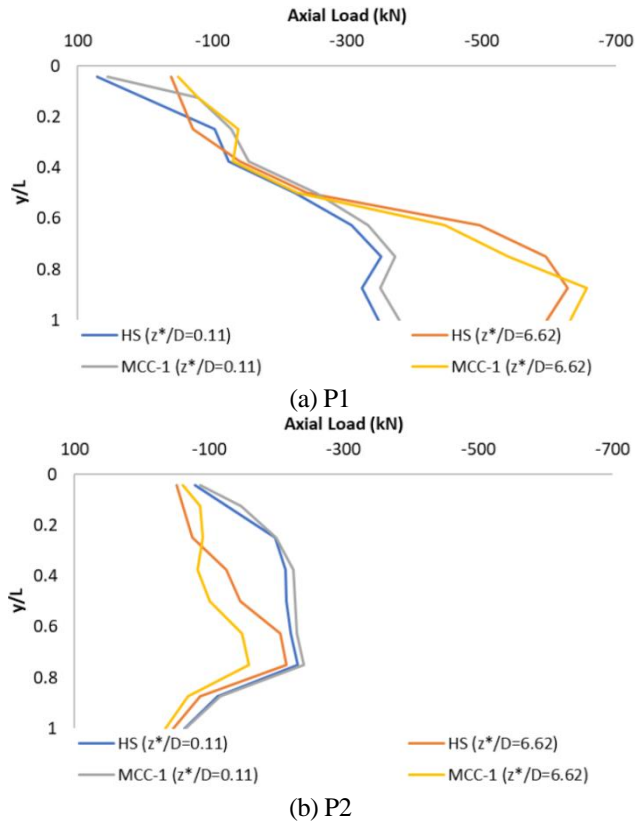 Axial Load (kN)
100 -100 -300 -500 -700
0
0.2
0.4
y/L
0.6
0.8
1
HS (z*/D=0.11) HS (z*/D=6.62)
MCC-1 (z*/D=0.11) MCC-1 (z*/D=6.62)
(a) P1
Axial Load (kN)
100 -100 -300 -500 -700
0
0.2
0.4
y/L
0.6
0.8
1
HS (z*/D=0.11) HS (z*/D=6.62)
MCC-1 (z*/D=0.11) MCC-1 (z*/D=6.62)
(b) P2